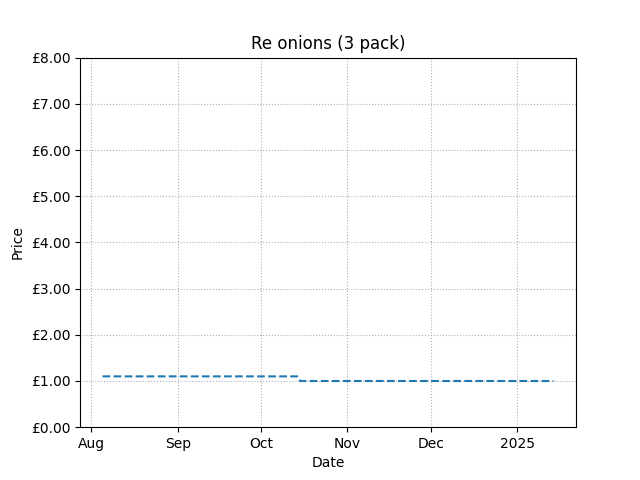 Re onions (3 pack)
£8.00
£7.00
£6.00
£5.00
£4.00
£3.00
£2.00
£1.00
£0.00
Price
Aug Sep Oct Nov Dec 2025
Date